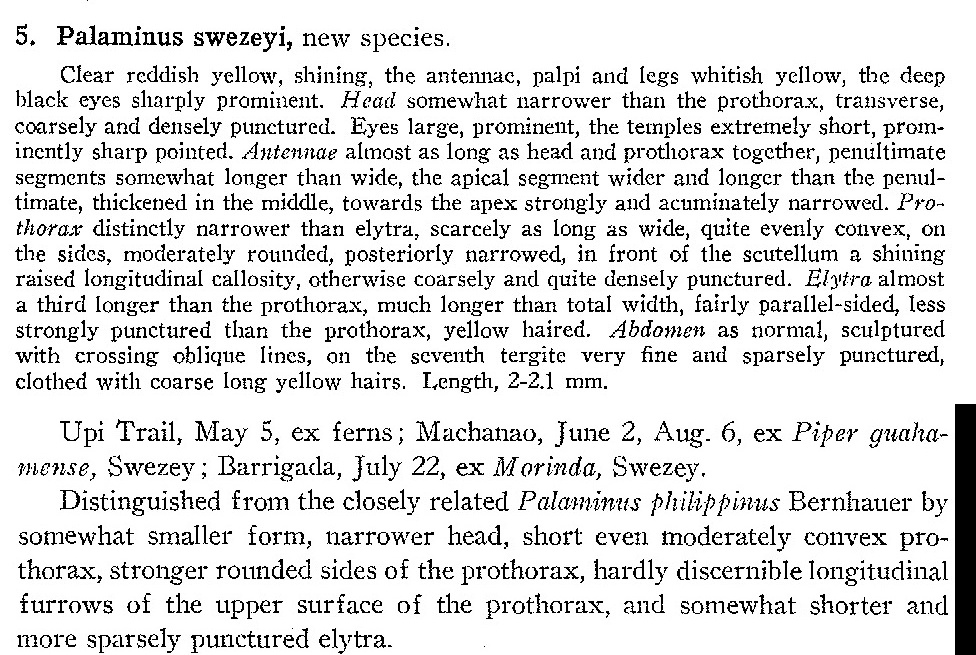 5. Palaminus swezeyi, new species.
Clear reddish yellow, shining, the antennae, palpi and legs whitish yellow, the deep
black eyes sharply prominent. Head somewhat narrower than the prothorax, transverse,
coarsely and densely punctured. Eyes large, prominent, the temples extremely short, prom-
inently sharp pointed. Antennae almost as long as head and prothorax together, penultimate
segments somewhat longer than wide, the apical segment wider and longer than the penul-
timate, thickened in the middle, towards the apex strongly and acuminately narrowed. Pro-
thorax distinctly narrower than elytra, scarcely as long as wide, quite evenly convex, on
the sides, moderately rounded, posteriorly narrowed, in front of the scutellum a shining
raised longitudinal callosity, otherwise coarsely and quite densely punctured. Elytra almost
a third longer than the prothorax, much longer than total width, fairly parallel-sided, less
strongly punctured than the prothorax, yellow haired. Abdomen as normal, sculptured
with crossing oblique lines, on the seventh tergite very fine and sparsely punctured,
clothed with coarse long yellow hairs. Length, 2-2.1 mm.
Upi Trail, May 5, ex ferns; Machanao, June 2, Aug. 6, ex Piper guaha-
mense, Swezey; Barrigada, July 22, ex Morinda, Swezey.
Distinguished from the closely related Palaminus philippinus Bernhauer by
somewhat smaller form, narrower head, short even moderately convex pro-
thorax, stronger rounded sides of the prothorax, hardly discernible longitudinal
furrows of the upper surface of the prothorax, and somewhat shorter and
more sparsely punctured elytra.